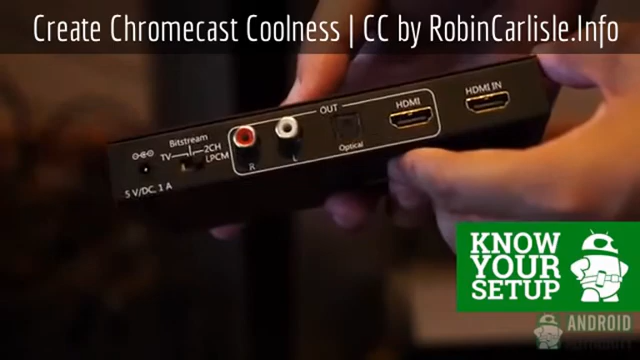 Create Chromecast Coolness | CC by RobinCarlisle.Info
OUT
HDMI
HDMI IN
Bitstream
TV
2CH
LPCM
R
L
Optical
5 V/DC, 1 A
KNOW
YOUR
SETUP
ANDROID